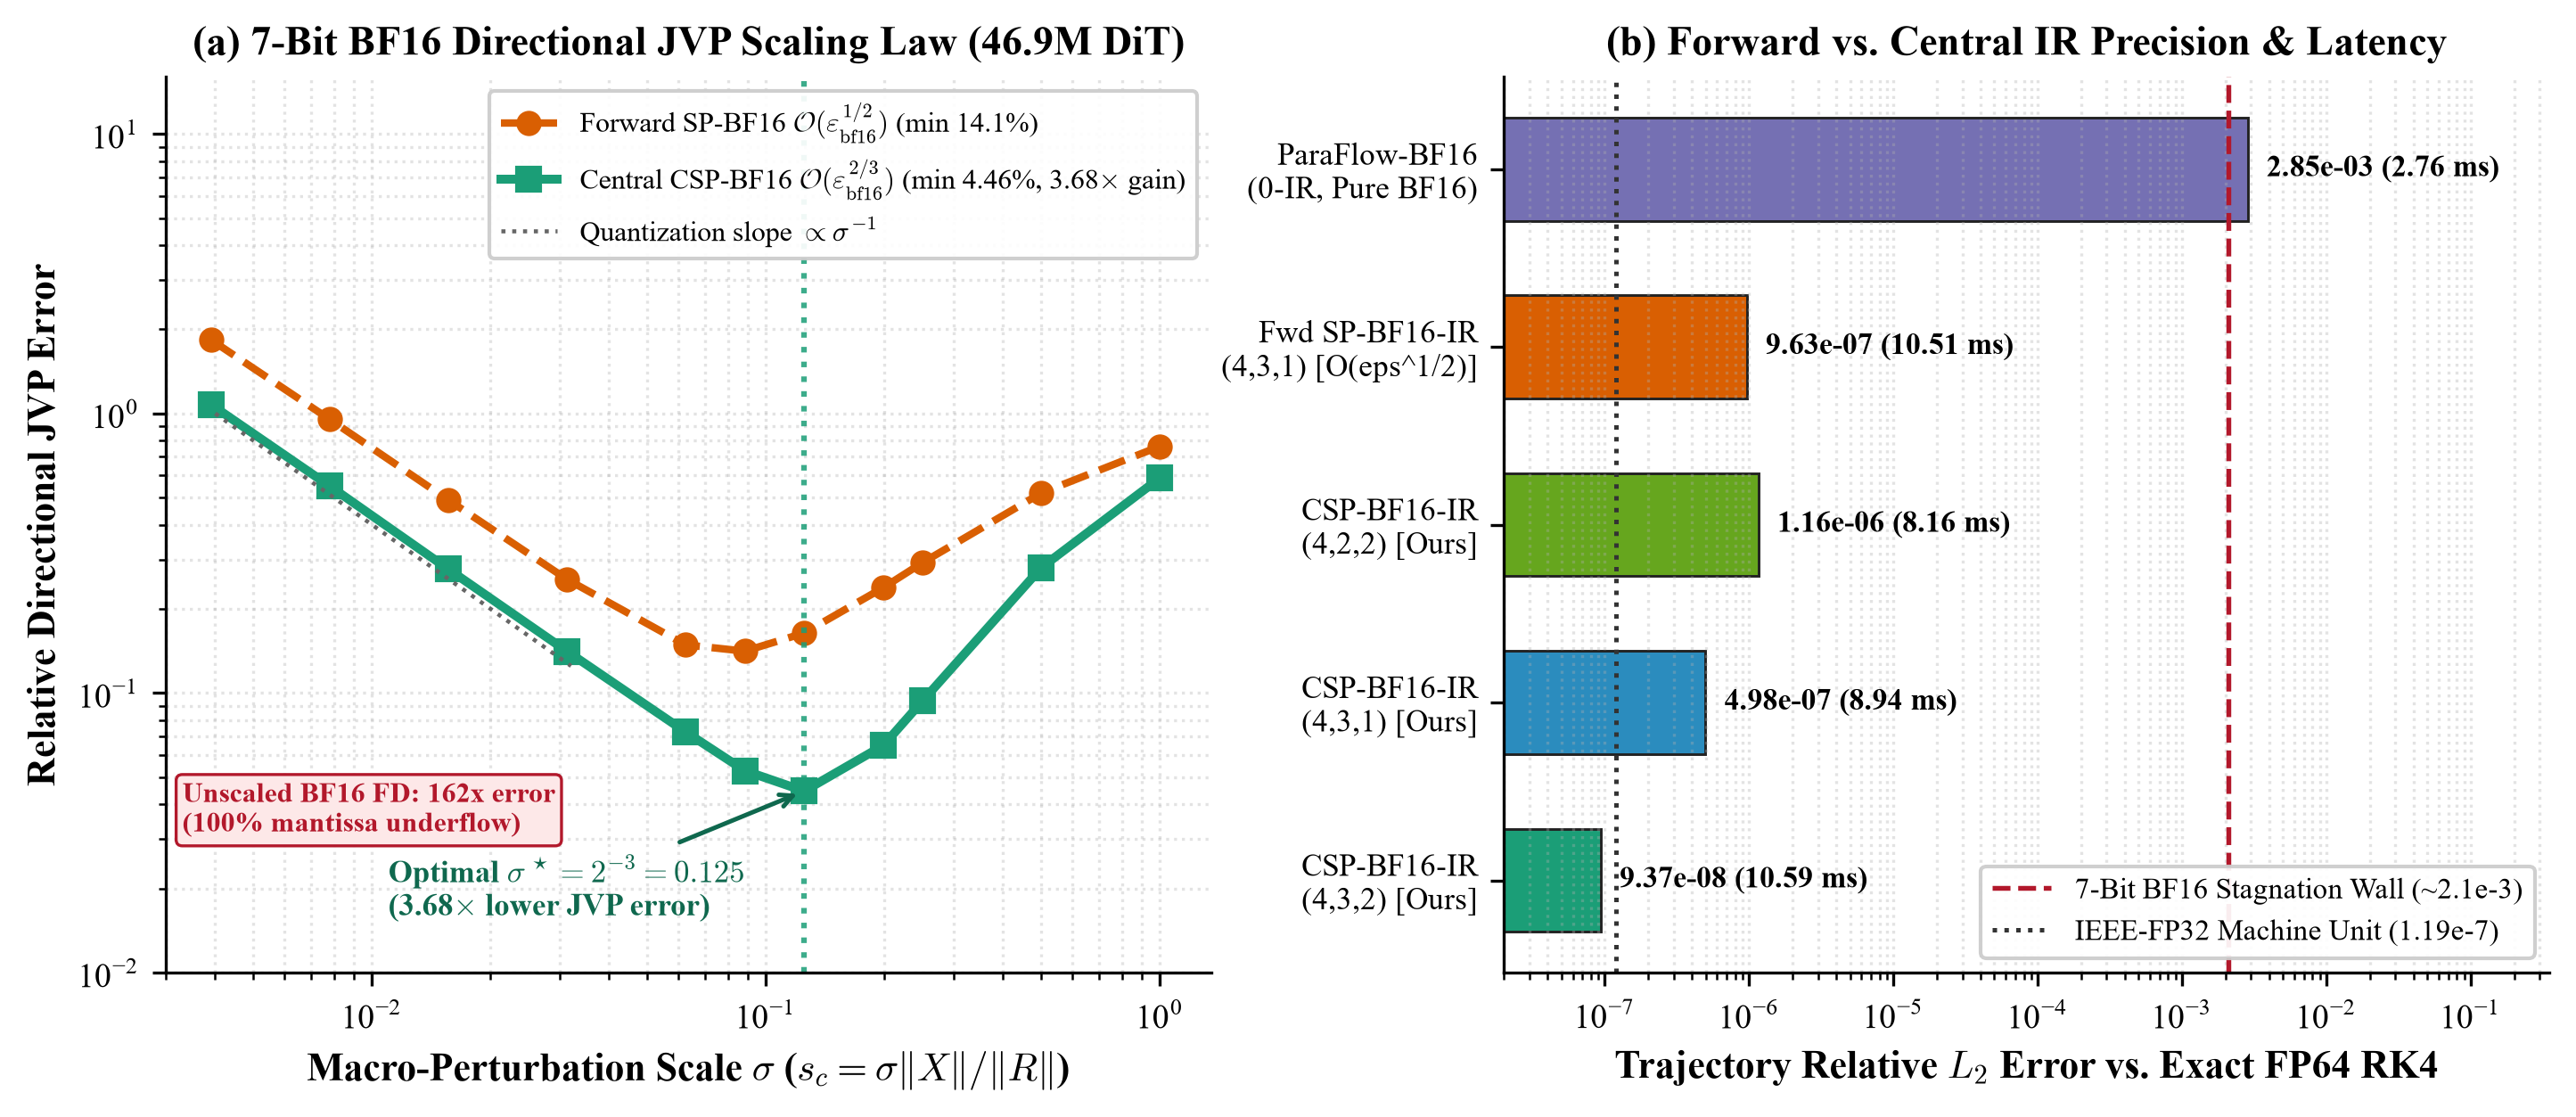 (a) 7-Bit BF16 Directional JVP Scaling Law (46.9M DiT)
Relative Directional JVP Error
10¹
10⁰
10⁻¹
10⁻²
Forward SP-BF16 𝒪(ε_bf16^{1/2}) (min 14.1%)
Central CSP-BF16 𝒪(ε_bf16^{2/3}) (min 4.46%, 3.68× gain)
Quantization slope ∝ σ⁻¹
Unscaled BF16 FD: 162x error
(100% mantissa underflow)
Optimal σ⋆ = 2⁻³ = 0.125
(3.68× lower JVP error)
10⁻²
10⁻¹
10⁰
Macro-Perturbation Scale σ (s_c = σ‖X‖/‖R‖)
(b) Forward vs. Central IR Precision & Latency
ParaFlow-BF16
(0-IR, Pure BF16)
2.85e-03 (2.76 ms)
Fwd SP-BF16-IR
(4,3,1) [O(eps^1/2)]
9.63e-07 (10.51 ms)
CSP-BF16-IR
(4,2,2) [Ours]
1.16e-06 (8.16 ms)
CSP-BF16-IR
(4,3,1) [Ours]
4.98e-07 (8.94 ms)
CSP-BF16-IR
(4,3,2) [Ours]
9.37e-08 (10.59 ms)
7-Bit BF16 Stagnation Wall (~2.1e-3)
IEEE-FP32 Machine Unit (1.19e-7)
10⁻⁷
10⁻⁶
10⁻⁵
10⁻⁴
10⁻³
10⁻²
10⁻¹
Trajectory Relative L₂ Error vs. Exact FP64 RK4